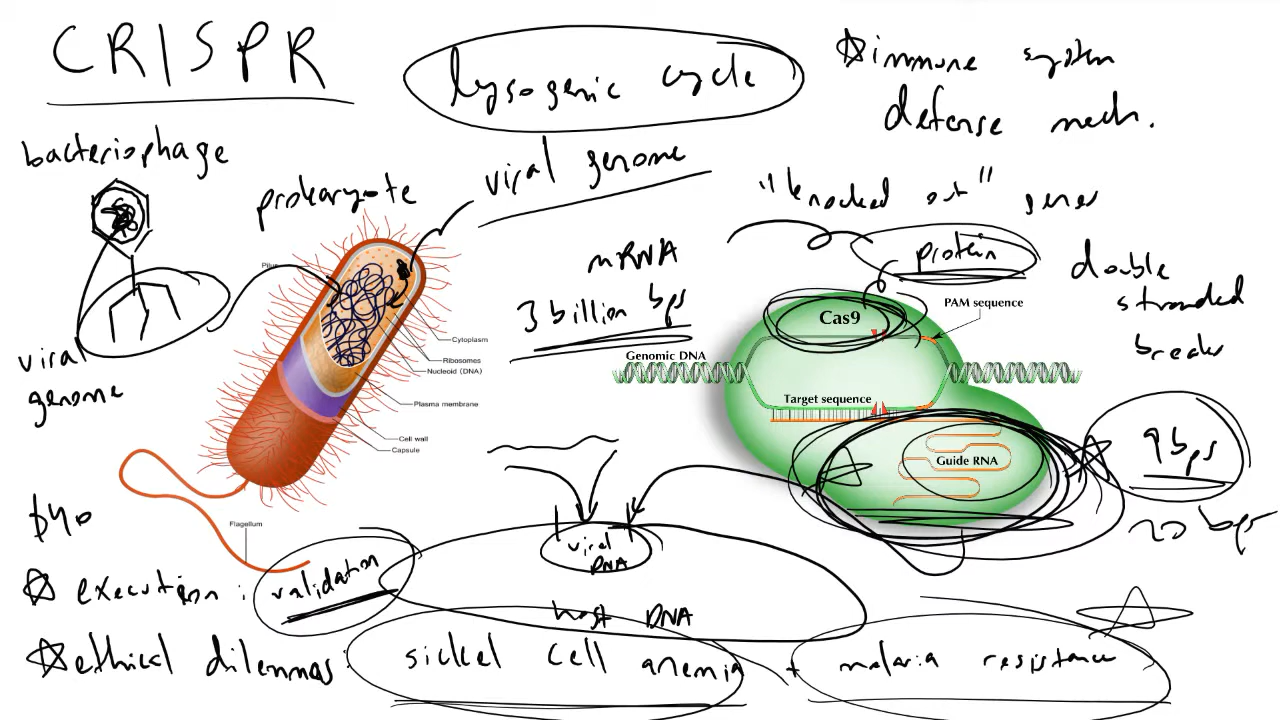 CRISPR
lysogenic cycle
immune system
defense mech.
bacteriophage
prokaryote
viral genome
"knocked out" genes
protein
mRNA
3 billion bps
double
stranded
breaks
Pilus
Cytoplasm
Ribosomes
Nucleoid (DNA)
Plasma membrane
Cell wall
Capsule
Flagellum
viral
genome
Cas9
PAM sequence
Genomic DNA
Target sequence
Guide RNA
9 bps
20 bps
$40
viral
DNA
host DNA
execution: validation
ethical dilemmas: sickel cell anemia + malaria resistance